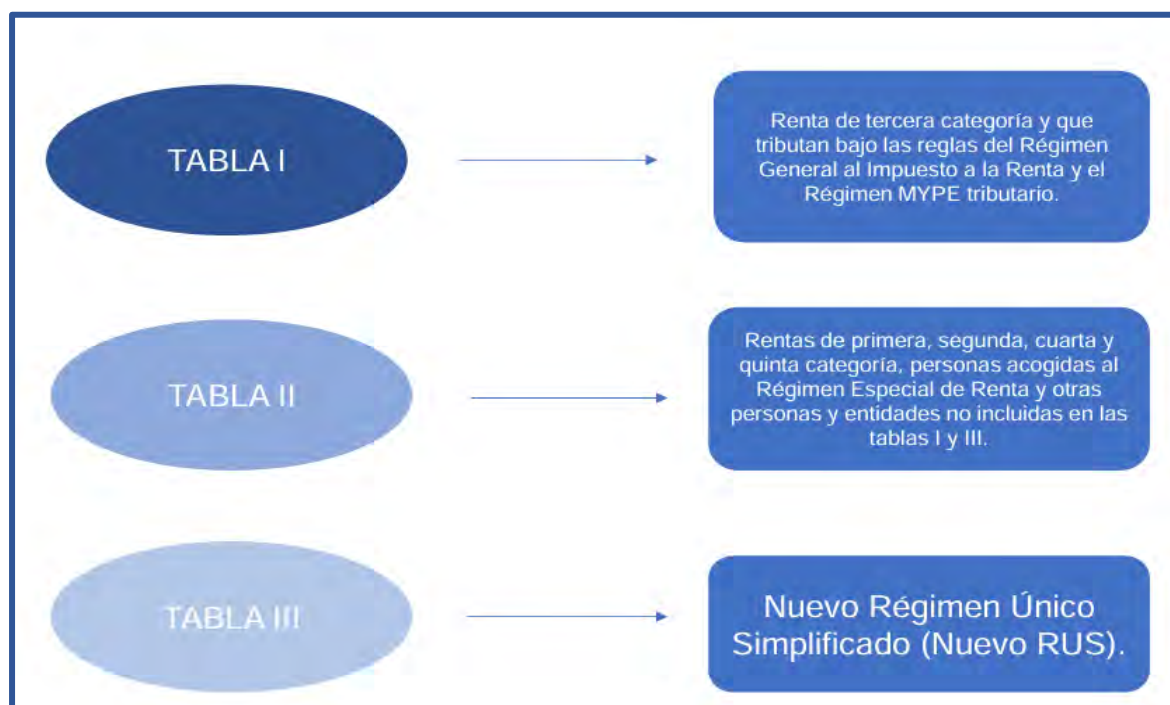 TABLA I
Renta de tercera categoría y que
tributan bajo las reglas del Régimen
General al Impuesto a la Renta y el
Régimen MYPE tributario.
TABLA II
Rentas de primera, segunda, cuarta y
quinta categoría, personas acogidas al
Régimen Especial de Renta y otras
personas y entidades no incluidas en las
tablas I y III.
TABLA III
Nuevo Régimen Único
Simplificado (Nuevo RUS).